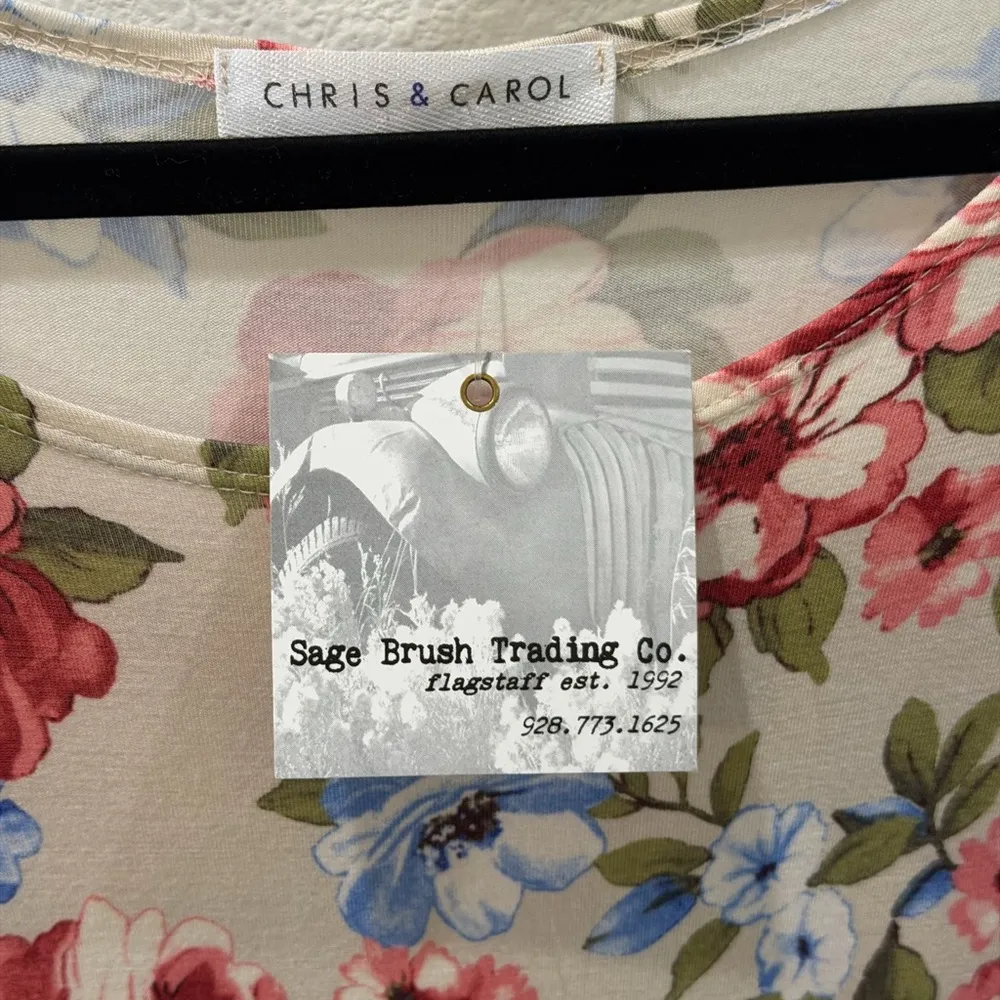 CHRIS & CAROL
Sage Brush Trading Co.
flagstaff est. 1992
928.773.1625